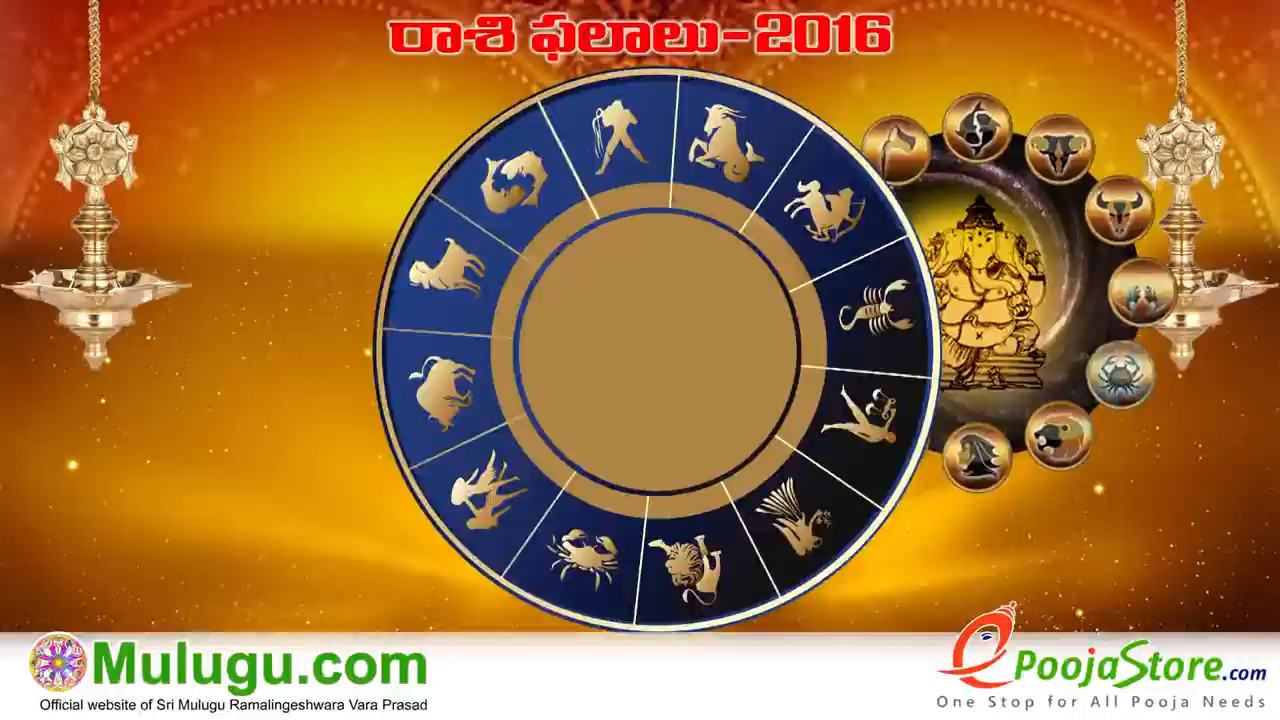 రాశి ఫలాలు-2016
Mulugu.com
Official website of Sri Mulugu Ramalingeshwara Vara Prasad
ePoojaStore.com
One Stop for All Pooja Needs